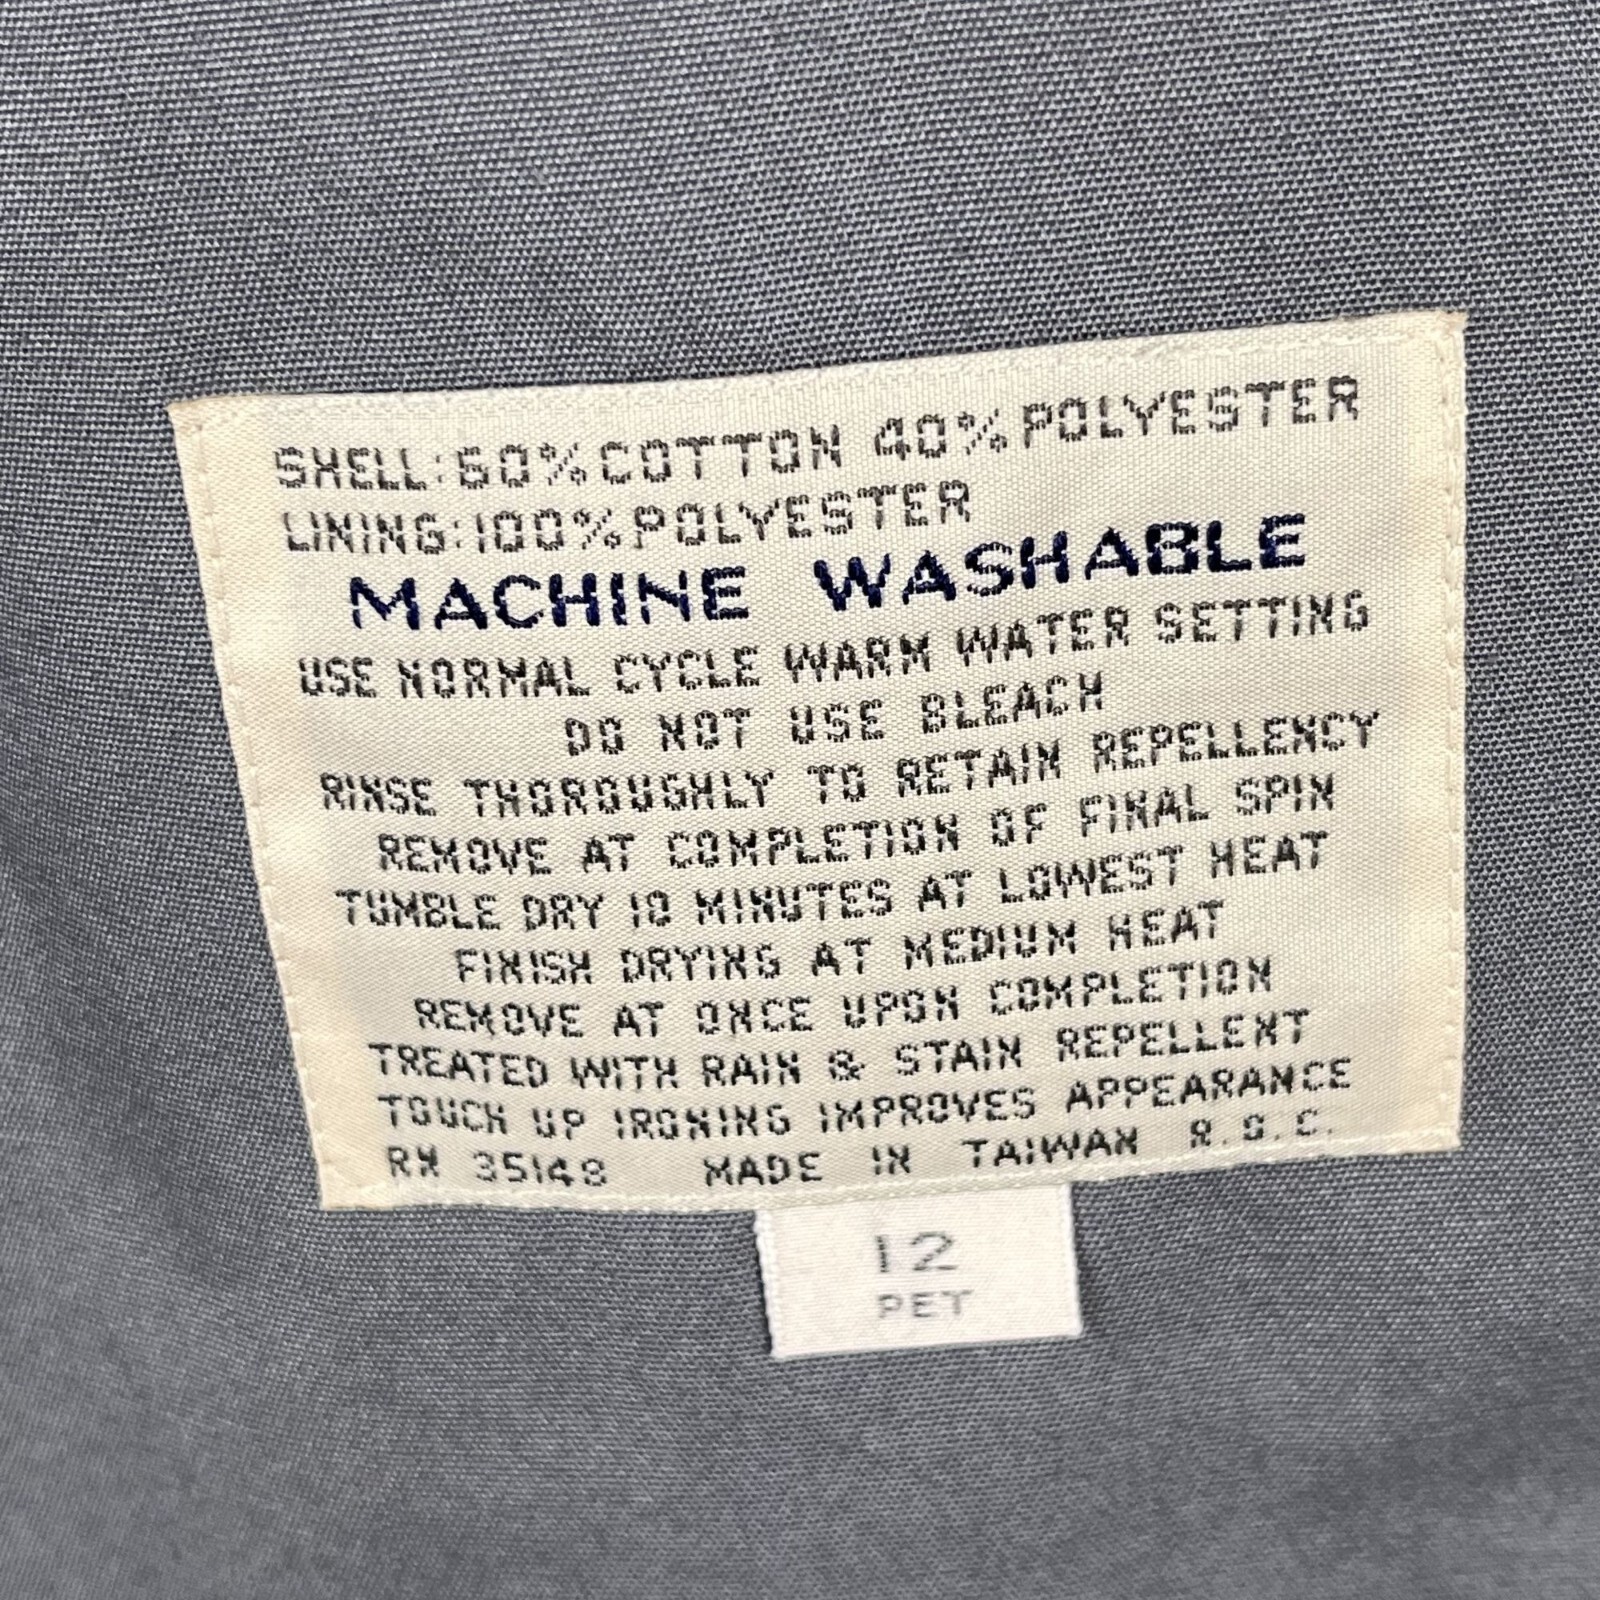 SHELL: 60% COTTON 40% POLYESTER
LINING: 100% POLYESTER
MACHINE WASHABLE
USE NORMAL CYCLE WARM WATER SETTING
DO NOT USE BLEACH
RINSE THOROUGHLY TO RETAIN REPELLENCY
REMOVE AT COMPLETION OF FINAL SPIN
TUMBLE DRY 10 MINUTES AT LOWEST HEAT
FINISH DRYING AT MEDIUM HEAT
REMOVE AT ONCE UPON COMPLETION
TREATED WITH RAIN & STAIN REPELLENT
TOUCH UP IRONING IMPROVES APPEARANCE
RN 35148 MADE IN TAIWAN R.O.C.
12
PET